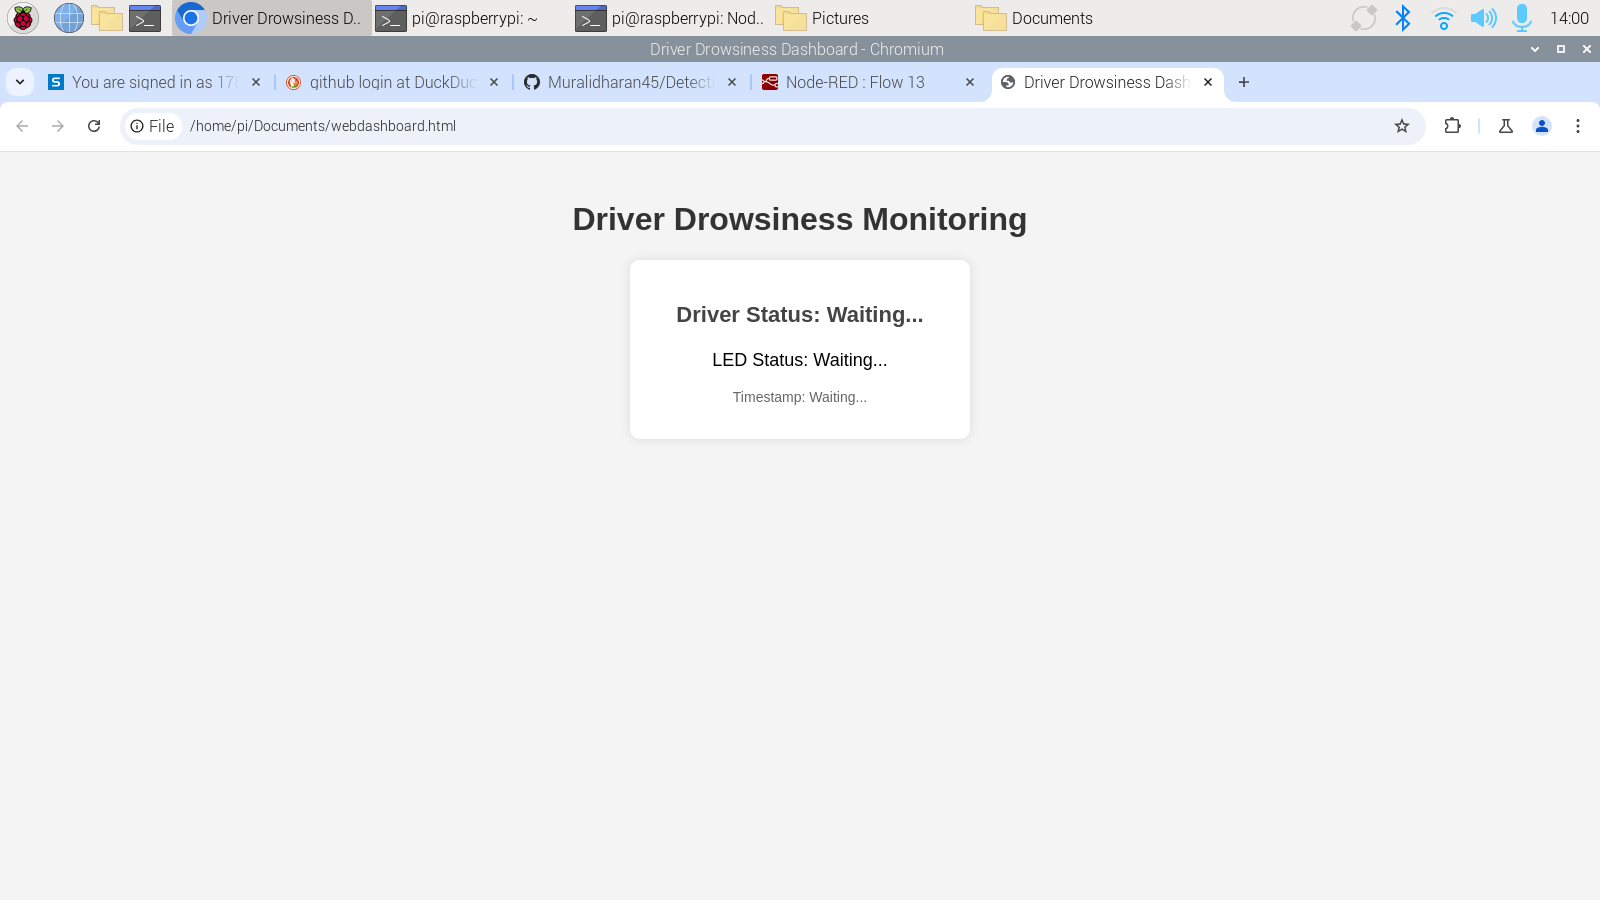 Driver Drowsiness D..
pi@raspberrypi: ~
pi@raspberrypi: Nod..
Pictures
Documents
14:00
Driver Drowsiness Dashboard - Chromium
You are signed in as 178
github login at DuckDuc
Muralidharan45/Detect
Node-RED : Flow 13
Driver Drowsiness Dash
File
/home/pi/Documents/webdashboard.html
Driver Drowsiness Monitoring
Driver Status: Waiting...
LED Status: Waiting...
Timestamp: Waiting...